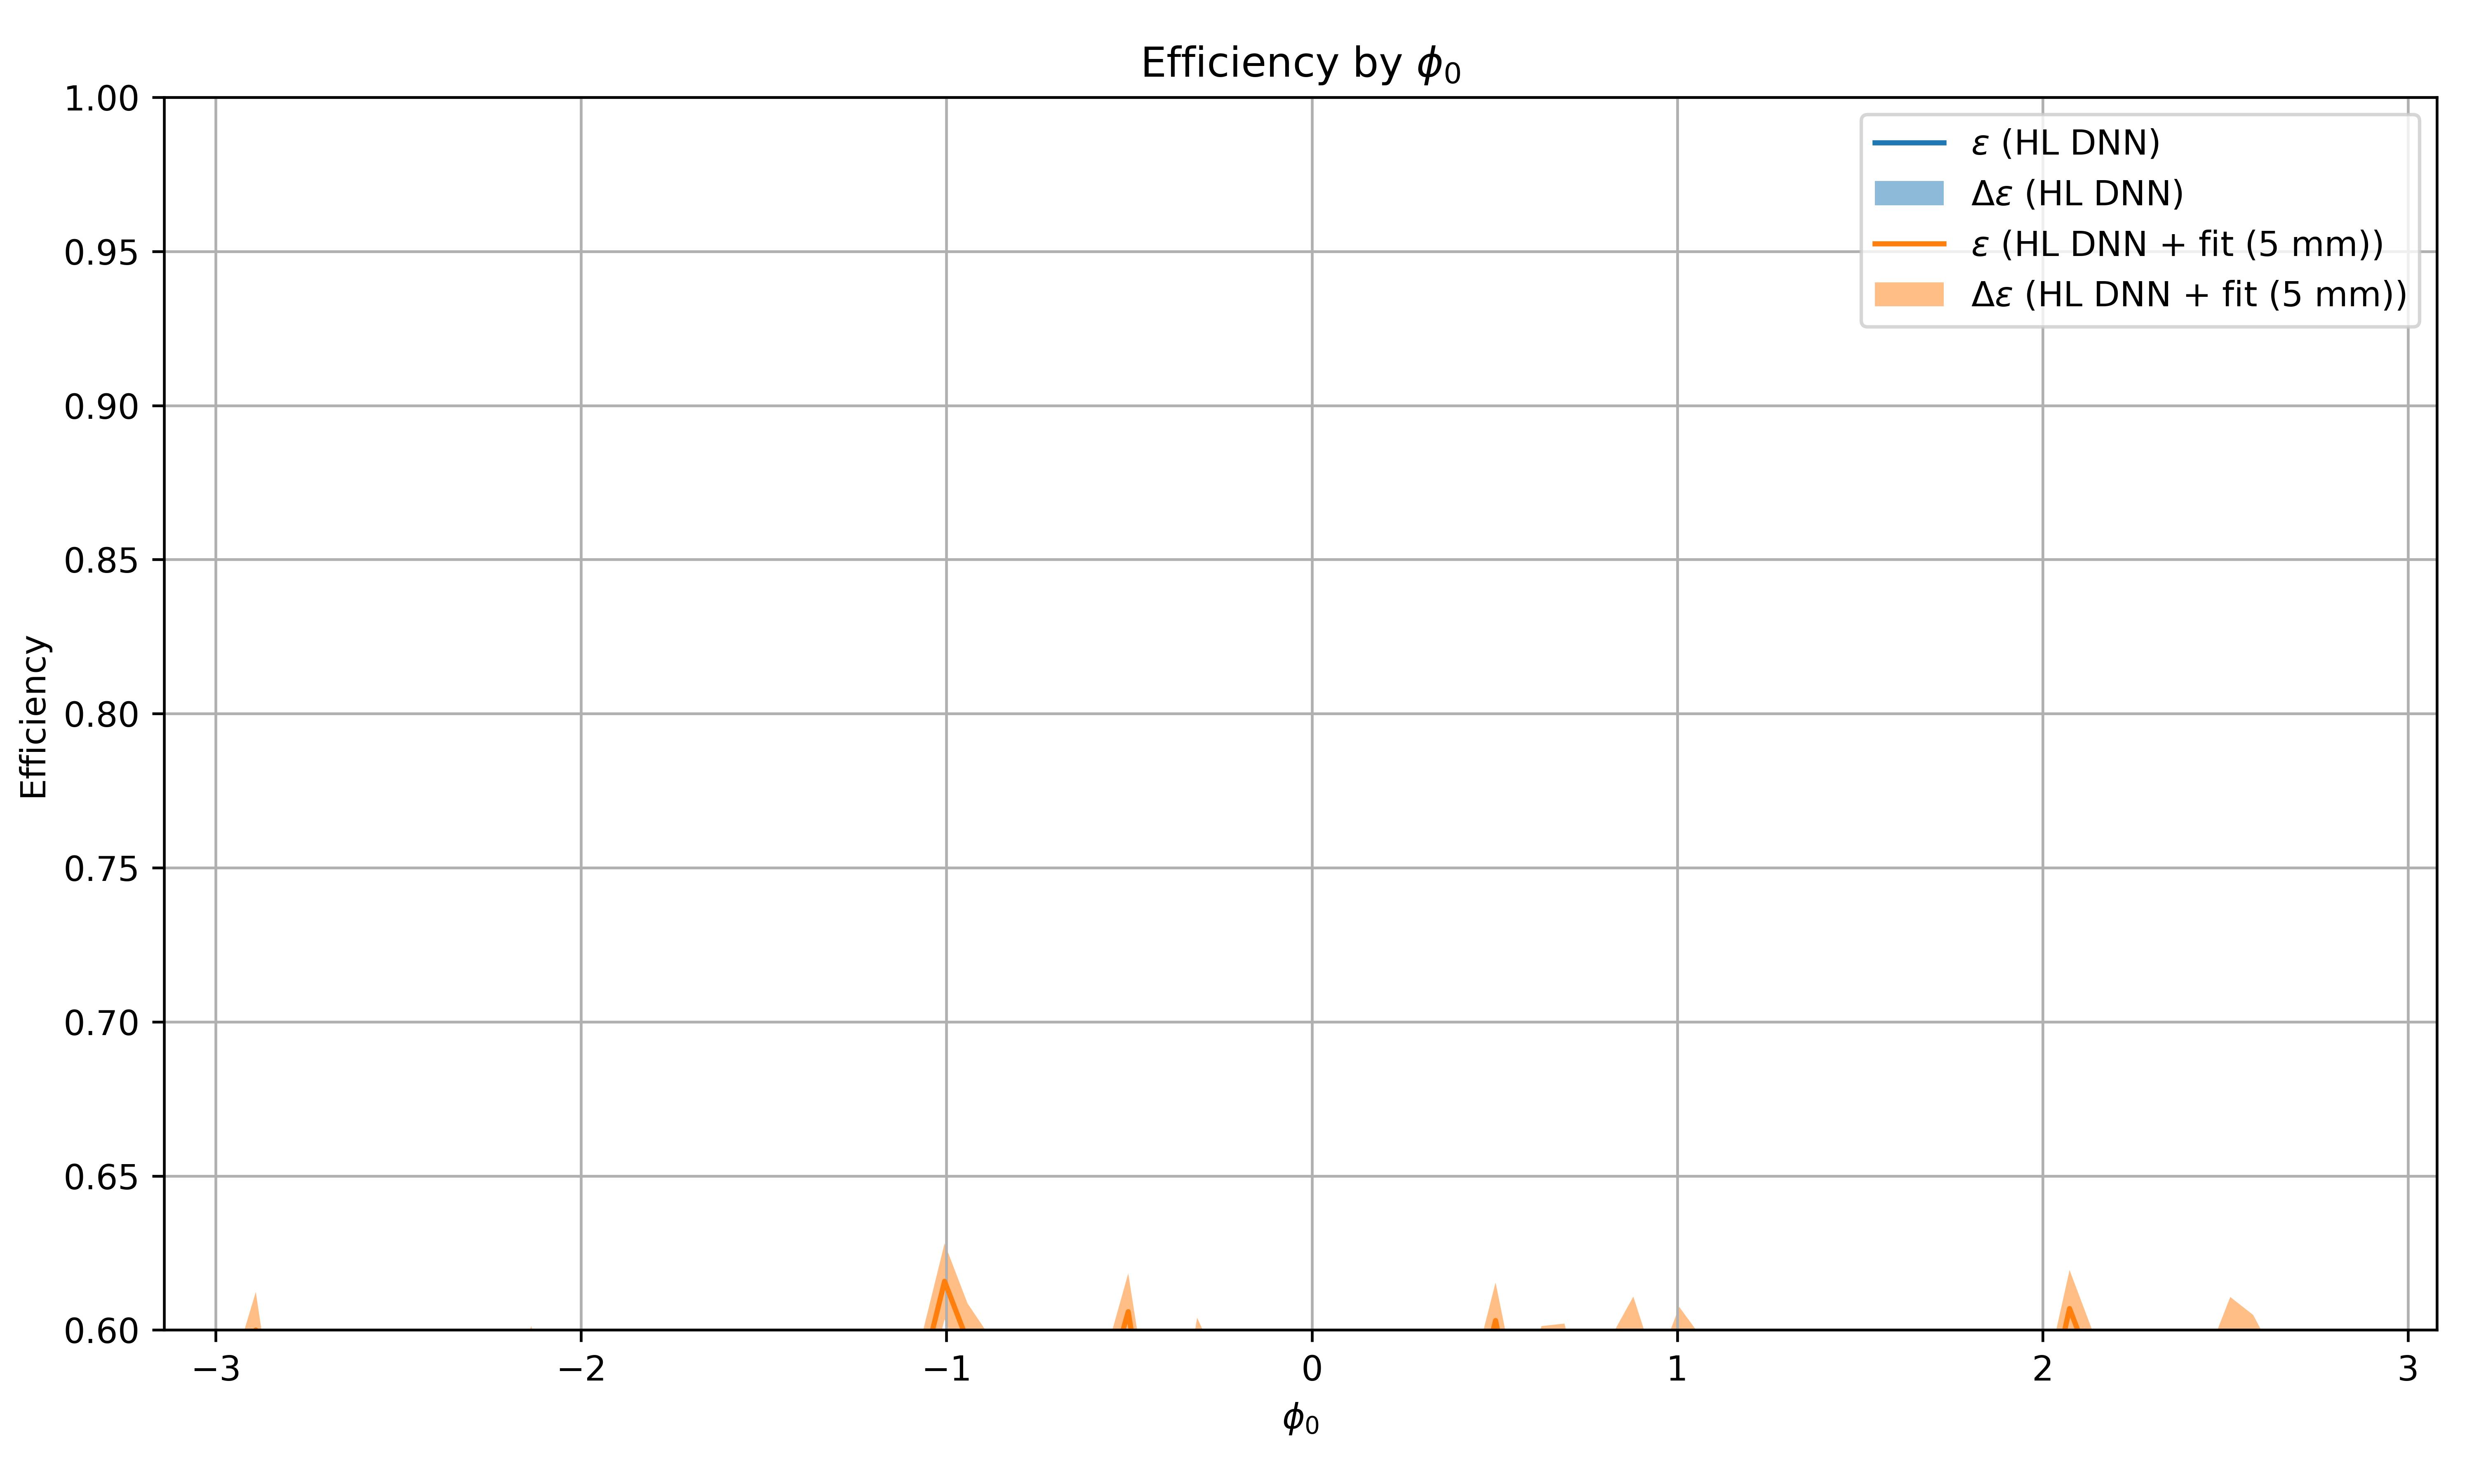 Efficiency by ϕ₀
1.00
0.95
0.90
0.85
0.80
0.75
0.70
0.65
0.60
Efficiency
ε (HL DNN)
Δε (HL DNN)
ε (HL DNN + fit (5 mm))
Δε (HL DNN + fit (5 mm))
−3 −2 −1 0 1 2 3
ϕ₀